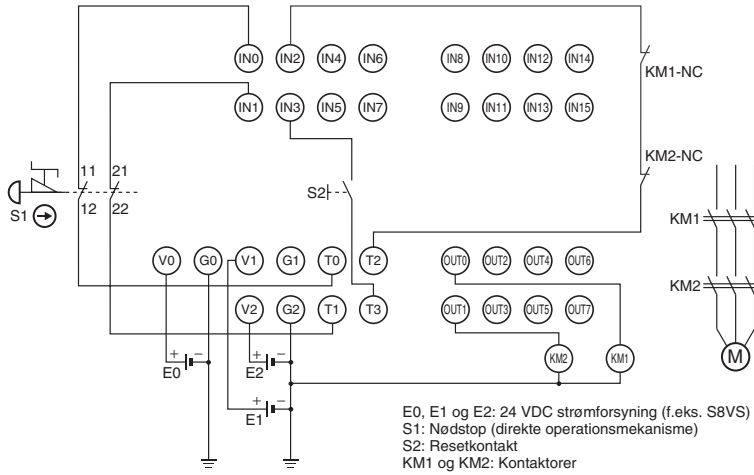 IN0 IN2 IN4 IN6 IN8 IN10 IN12 IN14
KM1-NC
IN1 IN3 IN5 IN7 IN9 IN11 IN13 IN15
KM2-NC
11 21
S2
12 22
S1
KM1
V0 G0 V1 G1 T0 T2 OUT0 OUT2 OUT4 OUT6
KM2
V2 G2 T1 T3 OUT1 OUT3 OUT5 OUT7
M
+ − + − KM2 KM1
E0 E2
+ −
E1
E0, E1 og E2: 24 VDC strømforsyning (f.eks. S8VS)
S1: Nødstop (direkte operationsmekanisme)
S2: Resetkontakt
KM1 og KM2: Kontaktorer